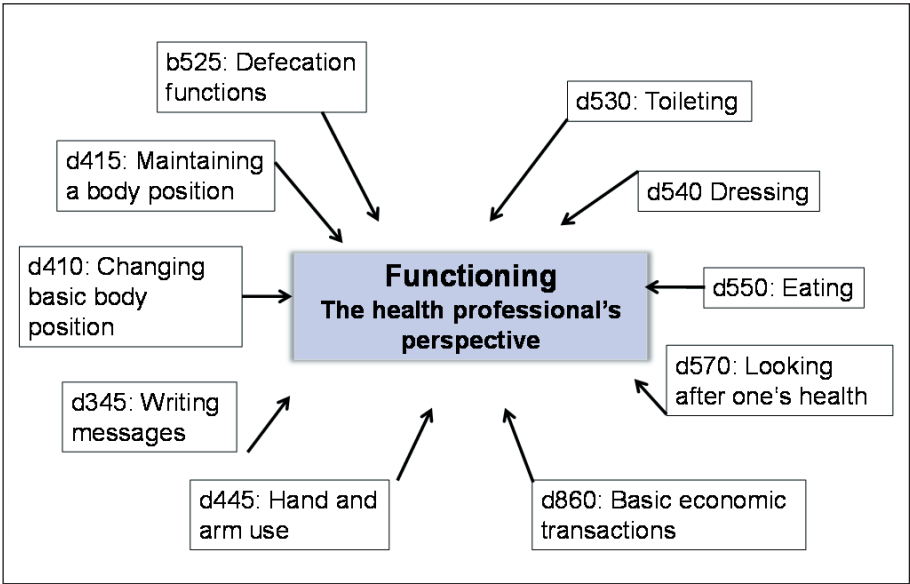 b525: Defecation
functions
d530: Toileting
d415: Maintaining
a body position
d540 Dressing
d410: Changing
basic body
position
Functioning
The health professional's
perspective
d550: Eating
d570: Looking
after one's health
d345: Writing
messages
d445: Hand and
arm use
d860: Basic economic
transactions